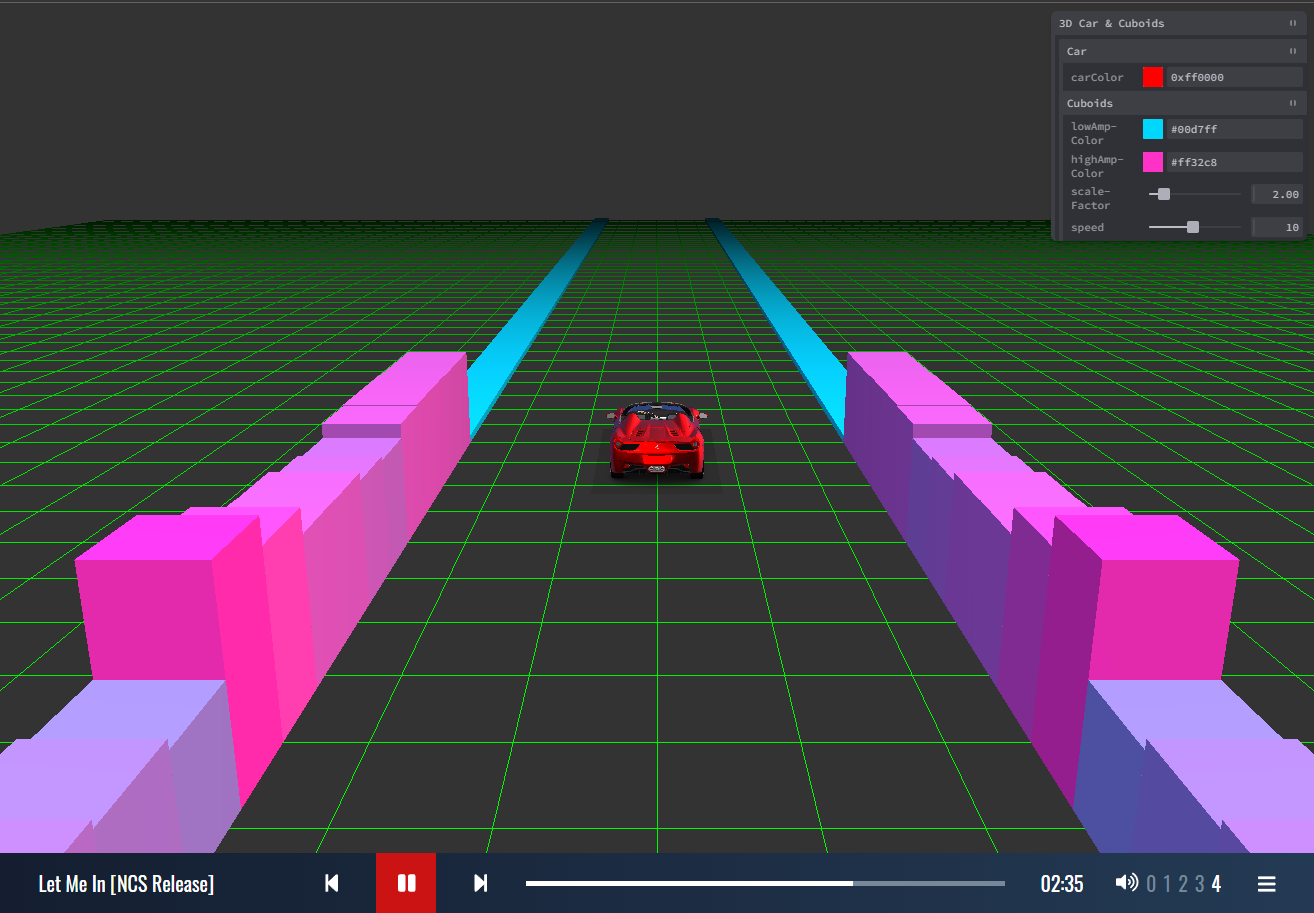 3D Car & Cuboids
Car
carColor 0xff0000
Cuboids
lowAmp-
Color #00d7ff
highAmp-
Color #ff32c8
scale-
Factor 2.00
speed 10
Let Me In [NCS Release] 02:35 0 1 2 3 4